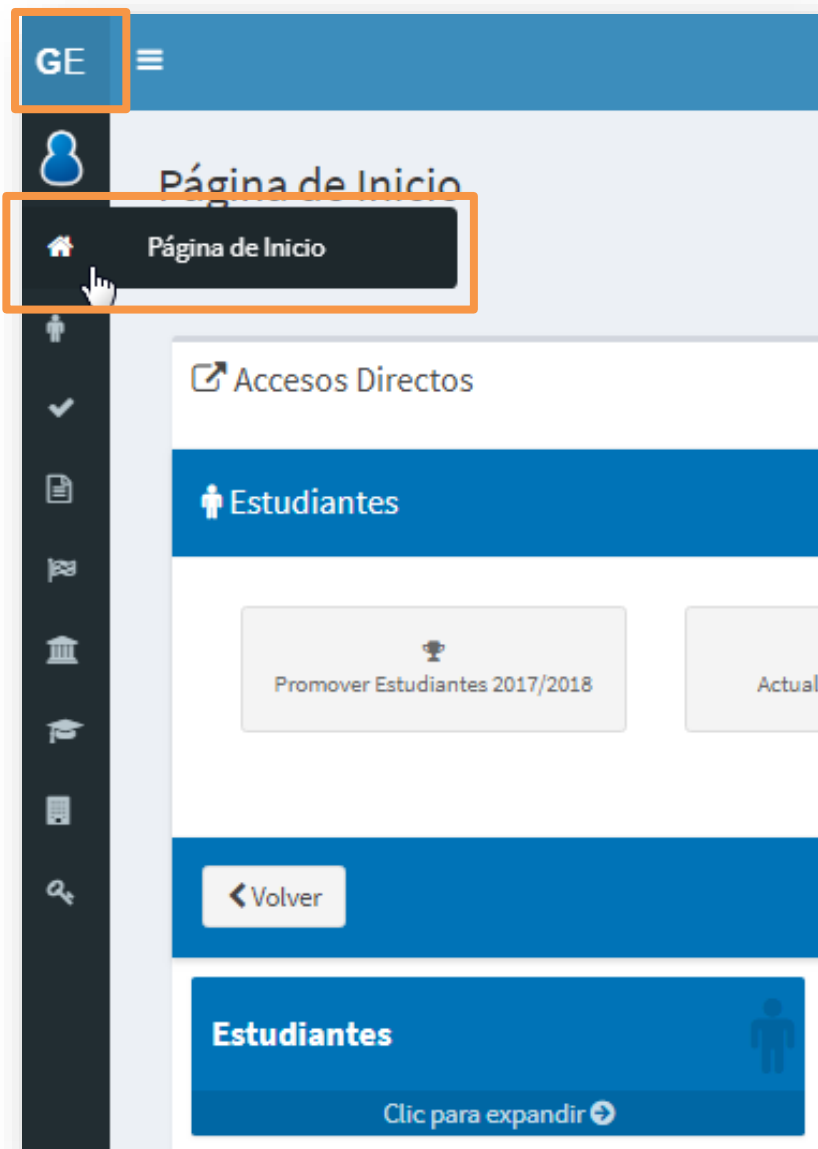 GE
Página de Inicio
Página de Inicio
Accesos Directos
Estudiantes
Promover Estudiantes 2017/2018
Actual
Volver
Estudiantes
Clic para expandir